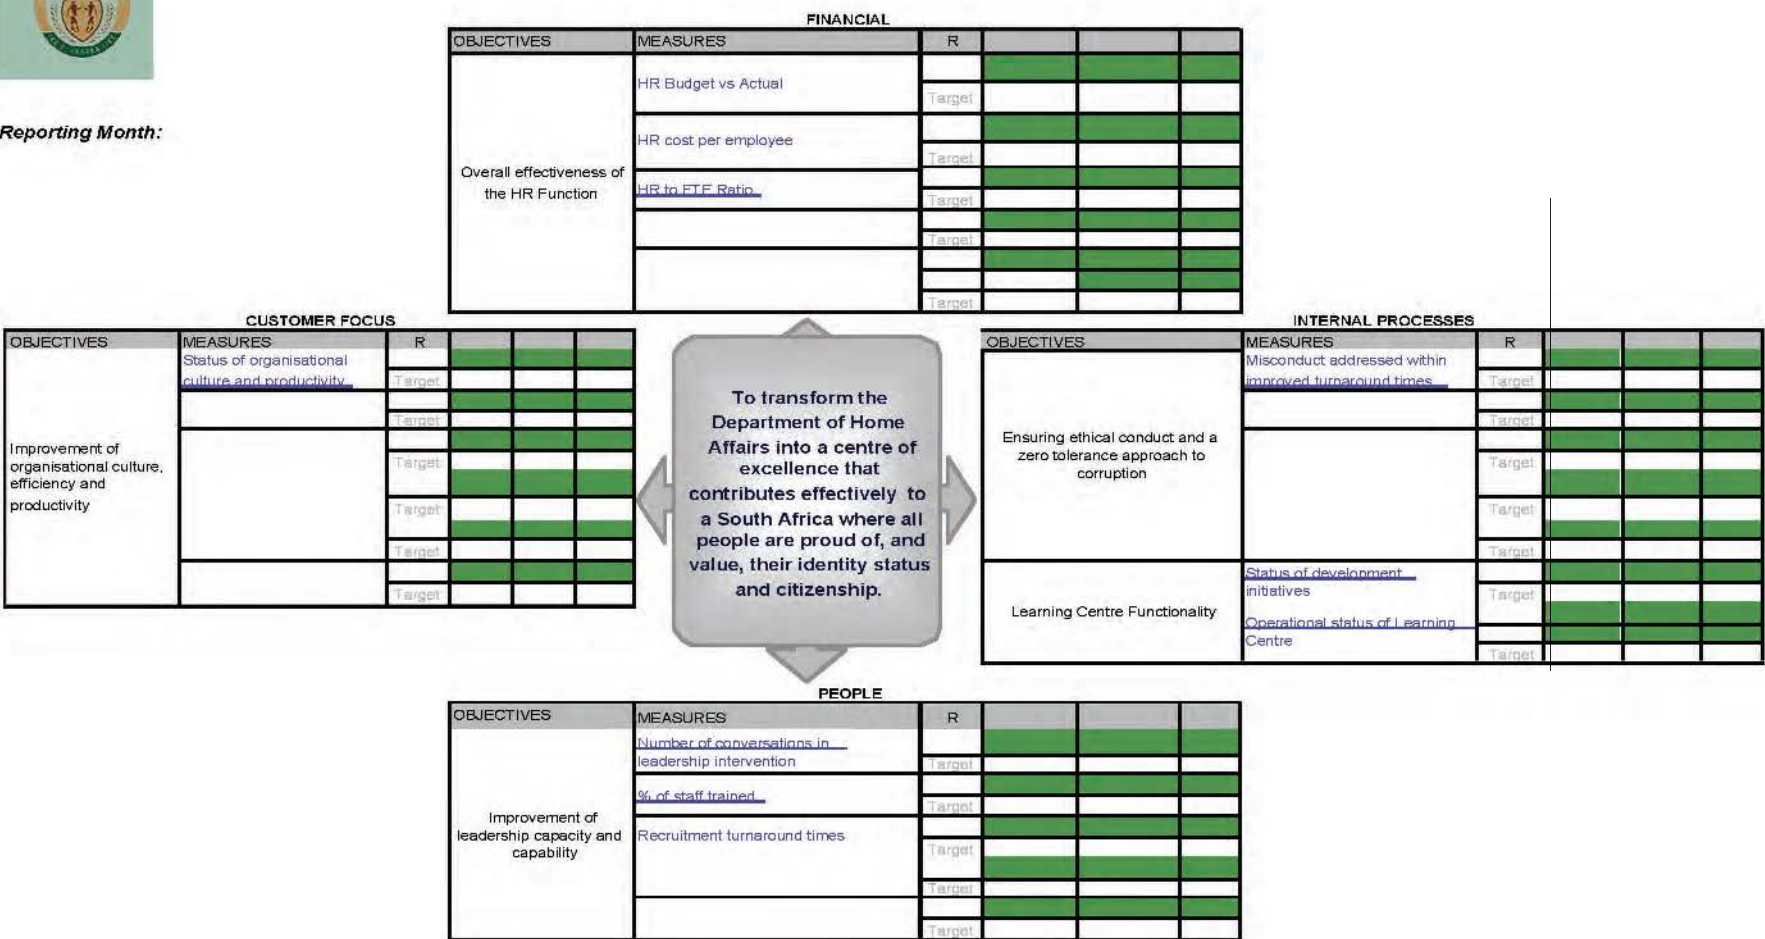 FINANCIAL
OBJECTIVES MEASURES R
HR Budget vs Actual
Target
Reporting Month:
HR cost per employee
Target
Overall effectiveness of
the HR Function
HR to FTE Ratio
Target
Target
Target
CUSTOMER FOCUS
OBJECTIVES MEASURES R
Status of organisational
culture and productivity
Target
Target
Improvement of
organisational culture,
efficiency and
productivity
Target
Target
Target
Target
To transform the
Department of Home
Affairs into a centre of
excellence that
contributes effectively to
a South Africa where all
people are proud of, and
value, their identity status
and citizenship.
INTERNAL PROCESSES
OBJECTIVES MEASURES R
Misconduct addressed within
improved turnaround times
Target
Target
Ensuring ethical conduct and a
zero tolerance approach to
corruption
Target
Target
Target
Learning Centre Functionality
Status of development
initiatives
Target
Operational status of Learning
Centre
Target
PEOPLE
OBJECTIVES MEASURES R
Number of conversations in
leadership intervention
Target
% of staff trained
Target
Improvement of
leadership capacity and
capability
Recruitment turnaround times
Target
Target
Target